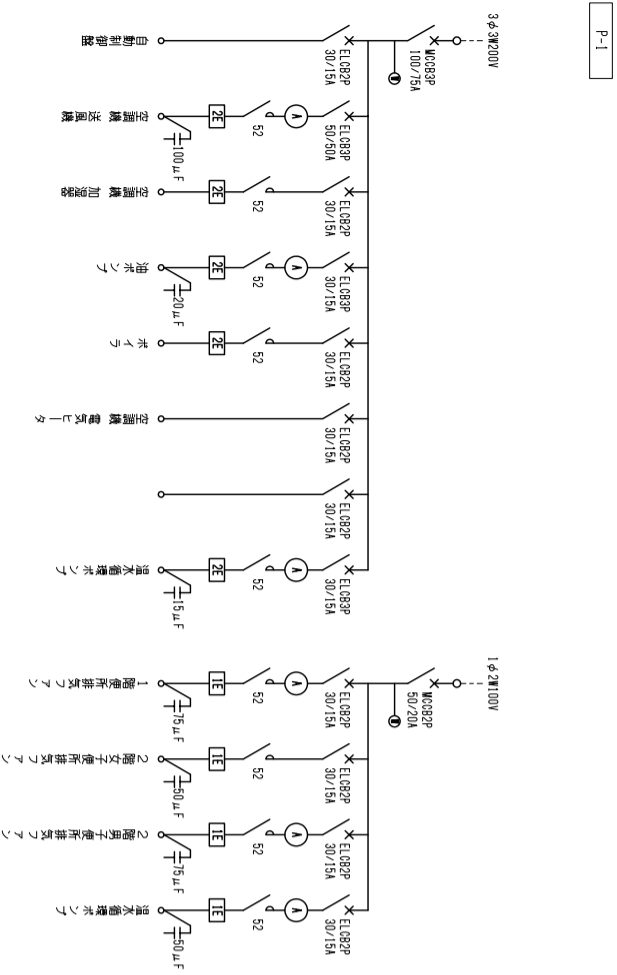 P-1
3φ3W200V
MCCB3P
100/75A
V
ELCB2P
30/15A
自動制御盤
ELCB3P
50/50A
A
52
2E
100μF
空調機 送風機
ELCB2P
30/15A
52
2E
空調機 加湿器
ELCB3P
30/15A
A
52
2E
20μF
油ポンプ
ELCB2P
30/15A
52
2E
ボイラ
ELCB2P
30/15A
空調機 電気ヒータ
ELCB2P
30/15A
ELCB3P
30/15A
A
52
2E
15μF
温水循環ポンプ
1φ2W100V
MCCB2P
50/20A
V
ELCB2P
30/15A
A
52
1E
75μF
1階便所排気ファン
ELCB2P
30/15A
52
1E
50μF
2階女子便所排気ファン
ELCB2P
30/15A
A
52
1E
75μF
2階男子便所排気ファン
ELCB2P
30/15A
A
52
1E
50μF
温水循環ポンプ